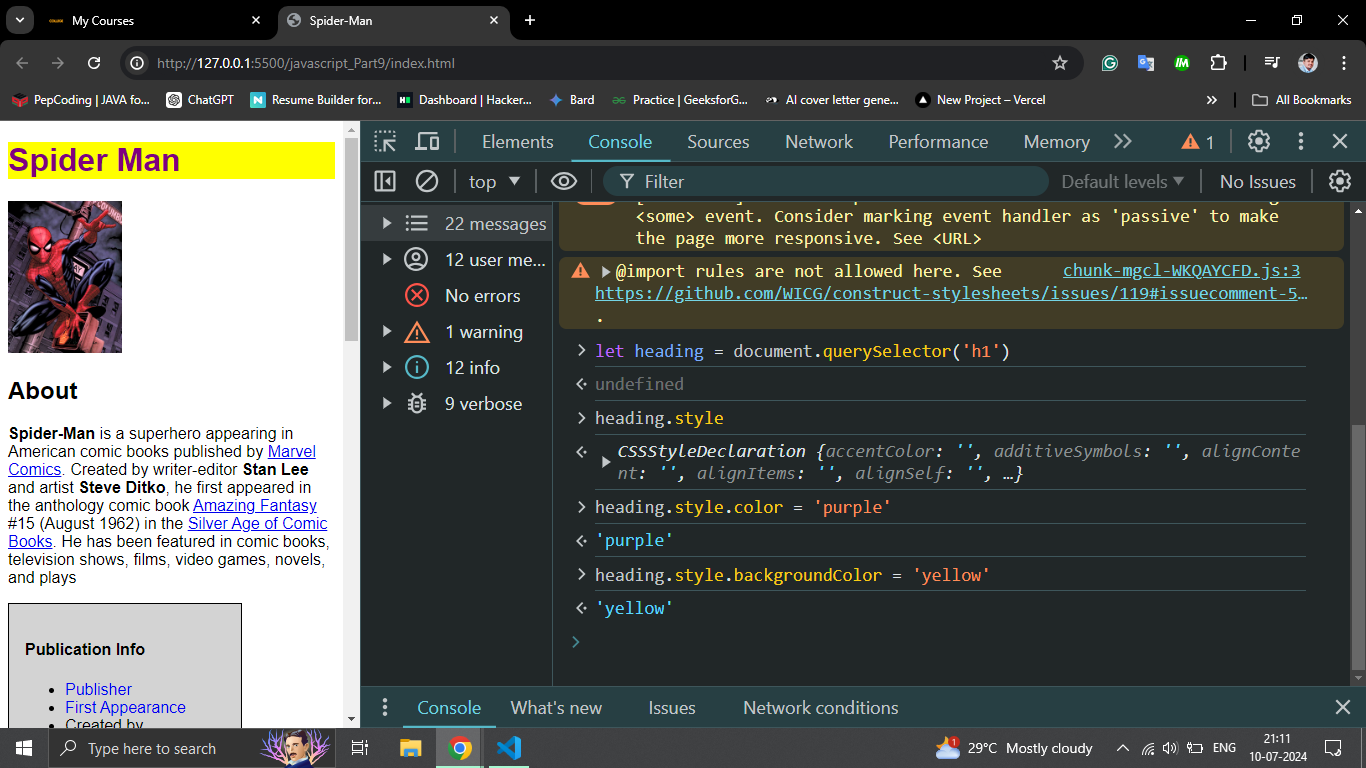 My Courses
Spider-Man
http://127.0.0.1:5500/javascript_Part9/index.html
PepCoding | JAVA fo...
ChatGPT
Resume Builder for...
Dashboard | Hacker...
Bard
Practice | GeeksforG...
AI cover letter gene...
New Project – Vercel
All Bookmarks
Spider Man
About
Spider-Man is a superhero appearing in
American comic books published by Marvel
Comics. Created by writer-editor Stan Lee
and artist Steve Ditko, he first appeared in
the anthology comic book Amazing Fantasy
#15 (August 1962) in the Silver Age of Comic
Books. He has been featured in comic books,
television shows, films, video games, novels,
and plays
Publication Info
Publisher
First Appearance
Created by
Elements Console Sources Network Performance Memory 1
top Filter Default levels No Issues
22 messages
12 user me...
No errors
1 warning
12 info
9 verbose
<some> event. Consider marking event handler as 'passive' to make
the page more responsive. See <URL>
@import rules are not allowed here. See chunk-mgcl-WKQAYCFD.js:3
https://github.com/WICG/construct-stylesheets/issues/119#issuecomment-5…
.
let heading = document.querySelector('h1')
undefined
heading.style
CSSStyleDeclaration {accentColor: '', additiveSymbols: '', alignConte
nt: '', alignItems: '', alignSelf: '', …}
heading.style.color = 'purple'
'purple'
heading.style.backgroundColor = 'yellow'
'yellow'
Console What's new Issues Network conditions
Type here to search
1
29°C Mostly cloudy
ENG
21:11
10-07-2024